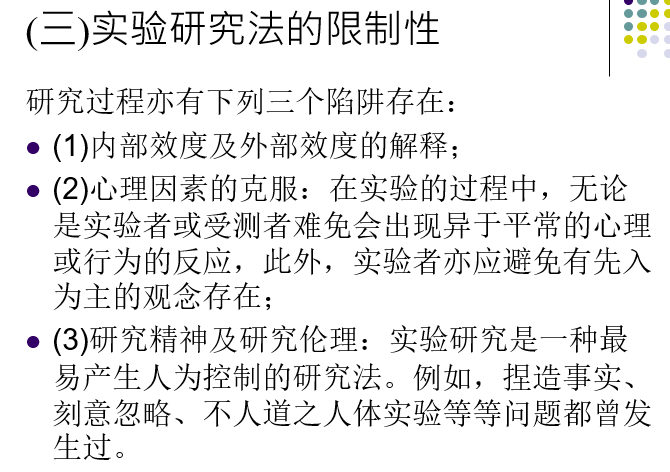 (三)实验研究法的限制性
研究过程亦有下列三个陷阱存在：
(1)内部效度及外部效度的解释；
(2)心理因素的克服：在实验的过程中，无论
是实验者或受测者难免会出现异于平常的心理
或行为的反应，此外，实验者亦应避免有先入
为主的观念存在；
(3)研究精神及研究伦理：实验研究是一种最
易产生人为控制的研究法。例如，捏造事实、
刻意忽略、不人道之人体实验等等问题都曾发
生过。